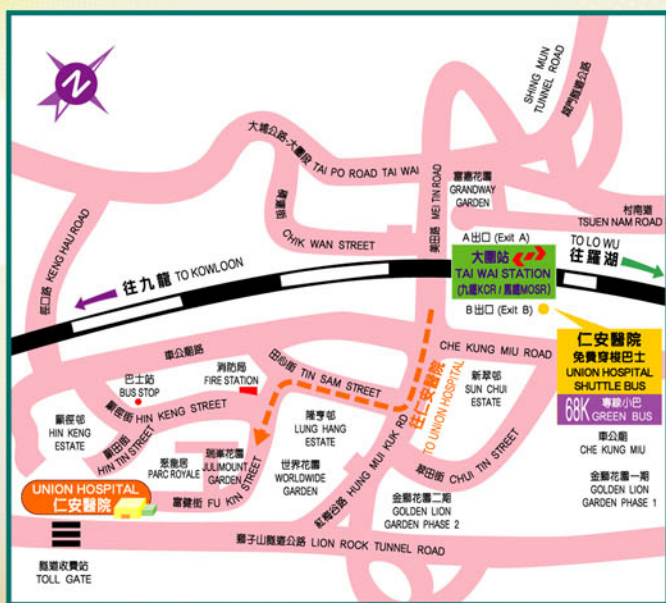 N
SHING MUN
TUNNEL ROAD
城門隧道公路
大埔公路-大圍段 TAI PO ROAD TAI WAI
美田路 MEI TIN ROAD
富嘉花園
GRANDWAY
GARDEN
村南道
TSUEN NAM ROAD
積運街
CHIK WAN STREET
徑口路 KENG HAU ROAD
A出口 (Exit A)
TO LO WU
往羅湖
大圍站
TAI WAI STATION
(九鐵KCR / 馬鐵MOSR)
往九龍 TO KOWLOON
B出口 (Exit B)
仁安醫院
免費穿梭巴士
UNION HOSPITAL
SHUTTLE BUS
68K 專線小巴
GREEN BUS
車公廟路
CHE KUNG MIU ROAD
消防局
FIRE STATION
田心街 TIN SAM STREET
巴士站
BUS STOP
往仁安醫院
TO UNION HOSPITAL
新翠邨
SUN CHUI
ESTATE
顯徑邨
HIN KENG
ESTATE
顯徑街 HIN KENG STREET
隆亨邨
LUNG HANG
ESTATE
車公廟
CHE KUNG MIU
顯田街
HIN TIN STREET
聚龍居
PARC ROYALE
瑞峯花園
JULIMOUNT
GARDEN
世界花園
WORLDWIDE
GARDEN
紅梅谷路 HUNG MUI KUK RD
翠田街 CHUI TIN STREET
金獅花園一期
GOLDEN LION
GARDEN PHASE 1
UNION HOSPITAL
仁安醫院
富健街 FU KIN STREET
金獅花園二期
GOLDEN LION
GARDEN PHASE 2
獅子山隧道公路 LION ROCK TUNNEL ROAD
隧道收費站
TOLL GATE